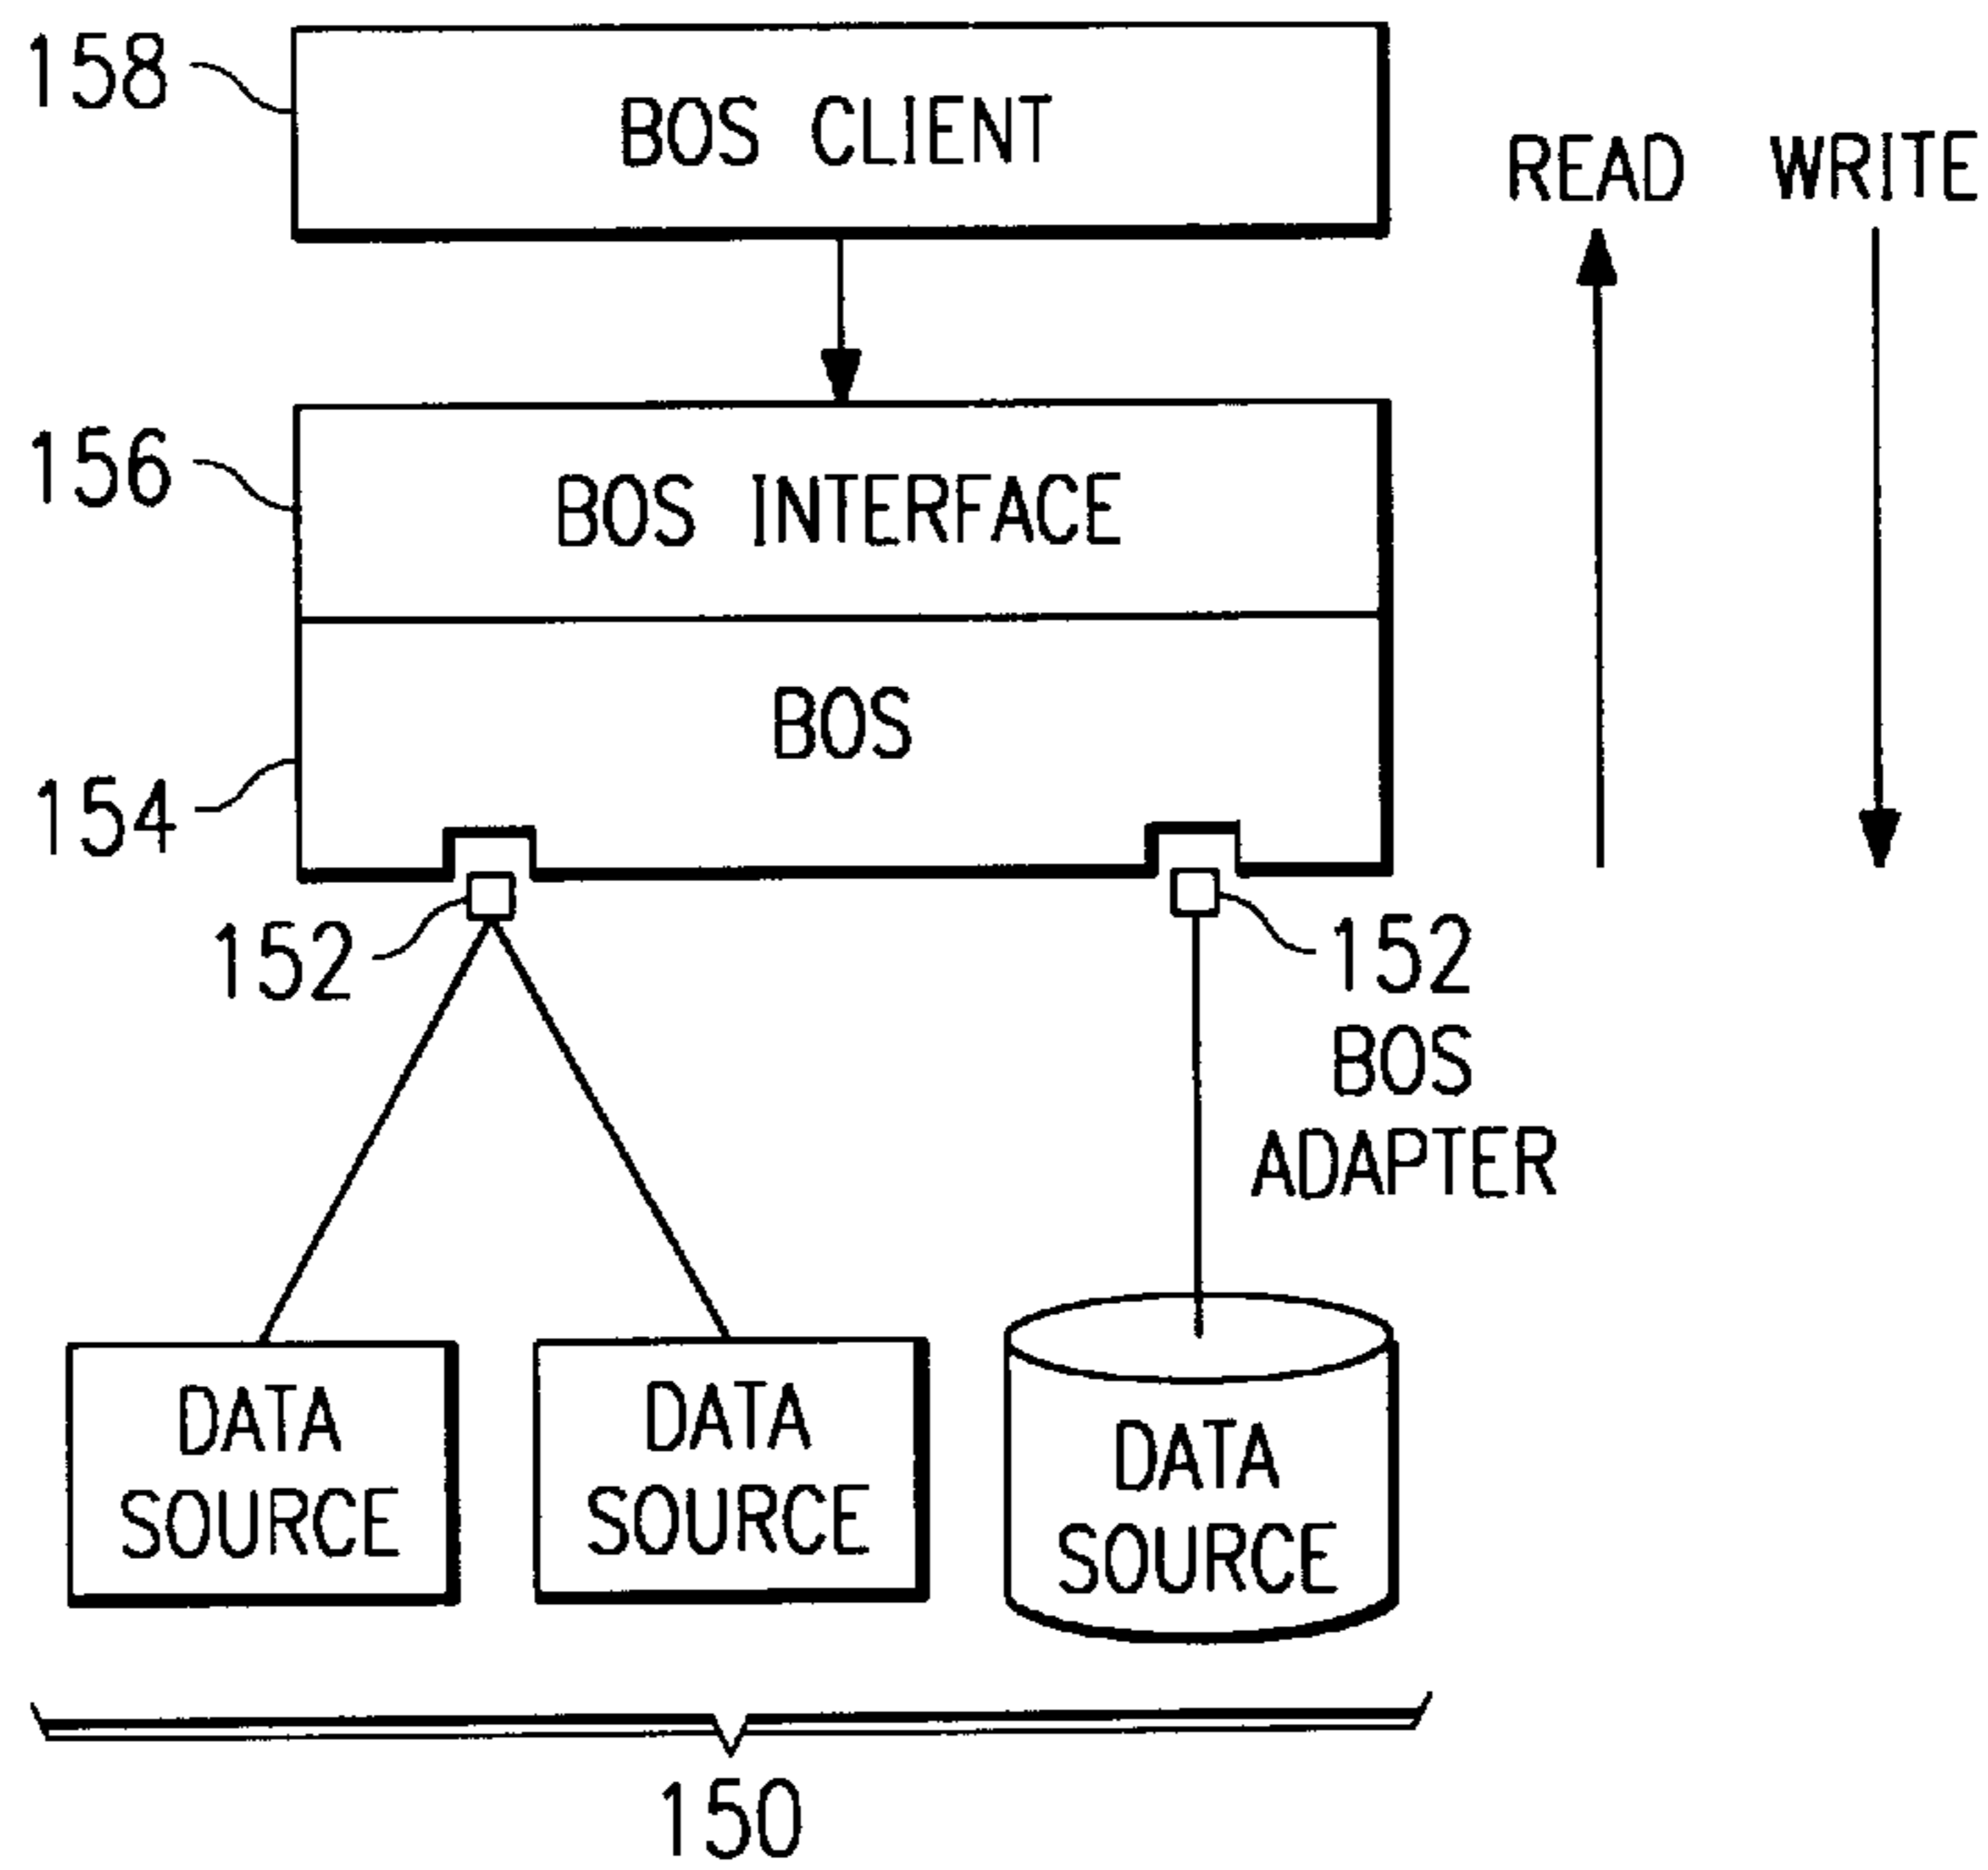 158
BOS CLIENT
READ WRITE
156
BOS INTERFACE
BOS
154
152
152
BOS
ADAPTER
DATA
SOURCE
DATA
SOURCE
DATA
SOURCE
150